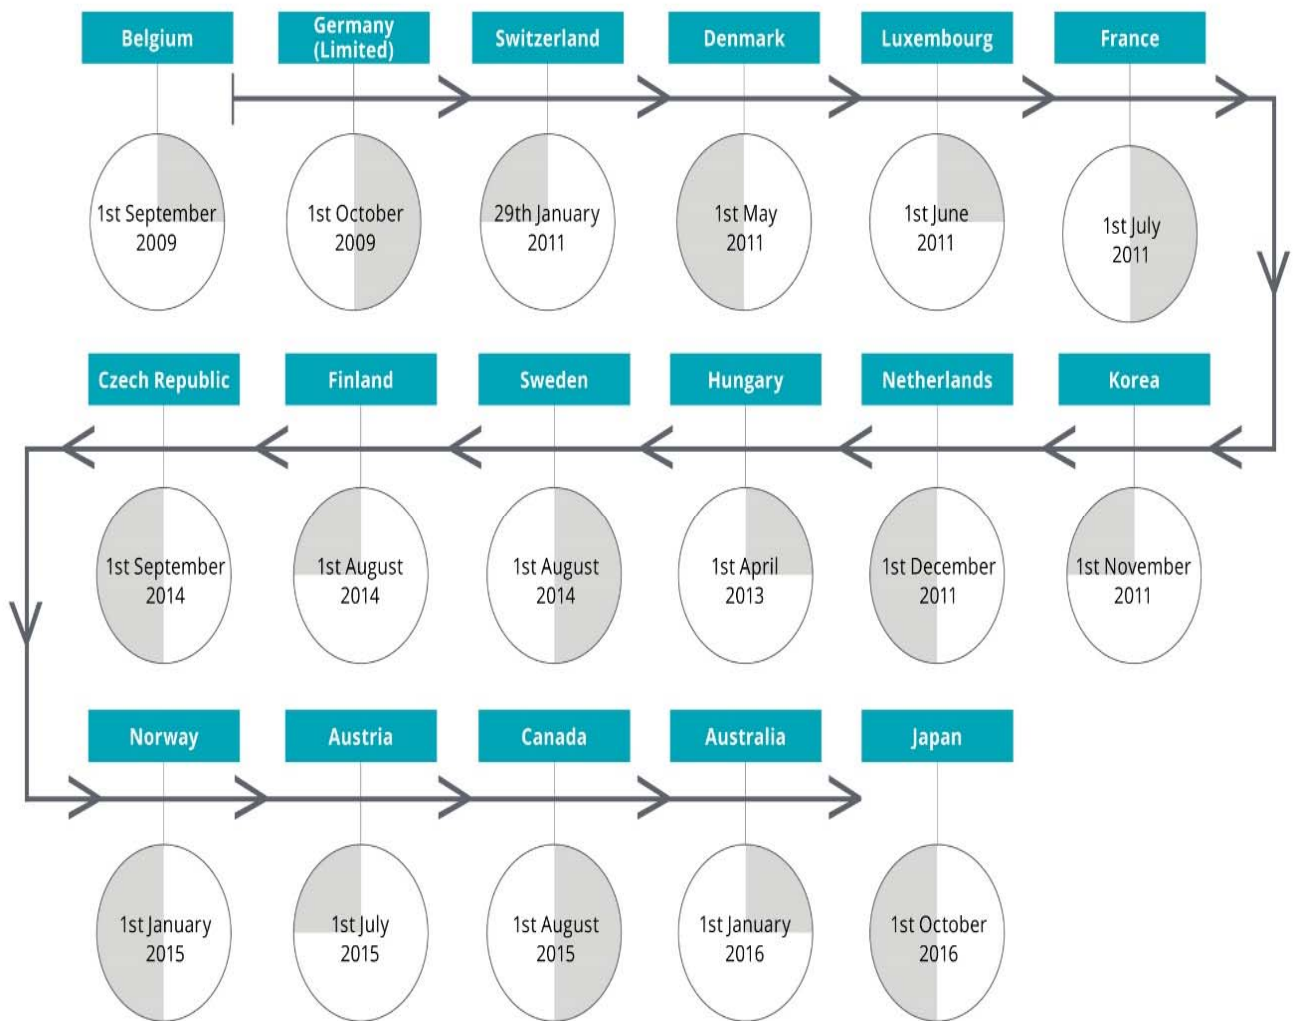 Belgium
Germany
(Limited)
Switzerland
Denmark
Luxembourg
France
1st September
2009
1st October
2009
29th January
2011
1st May
2011
1st June
2011
1st July
2011
Czech Republic
Finland
Sweden
Hungary
Netherlands
Korea
1st September
2014
1st August
2014
1st August
2014
1st April
2013
1st December
2011
1st November
2011
Norway
Austria
Canada
Australia
Japan
1st January
2015
1st July
2015
1st August
2015
1st January
2016
1st October
2016